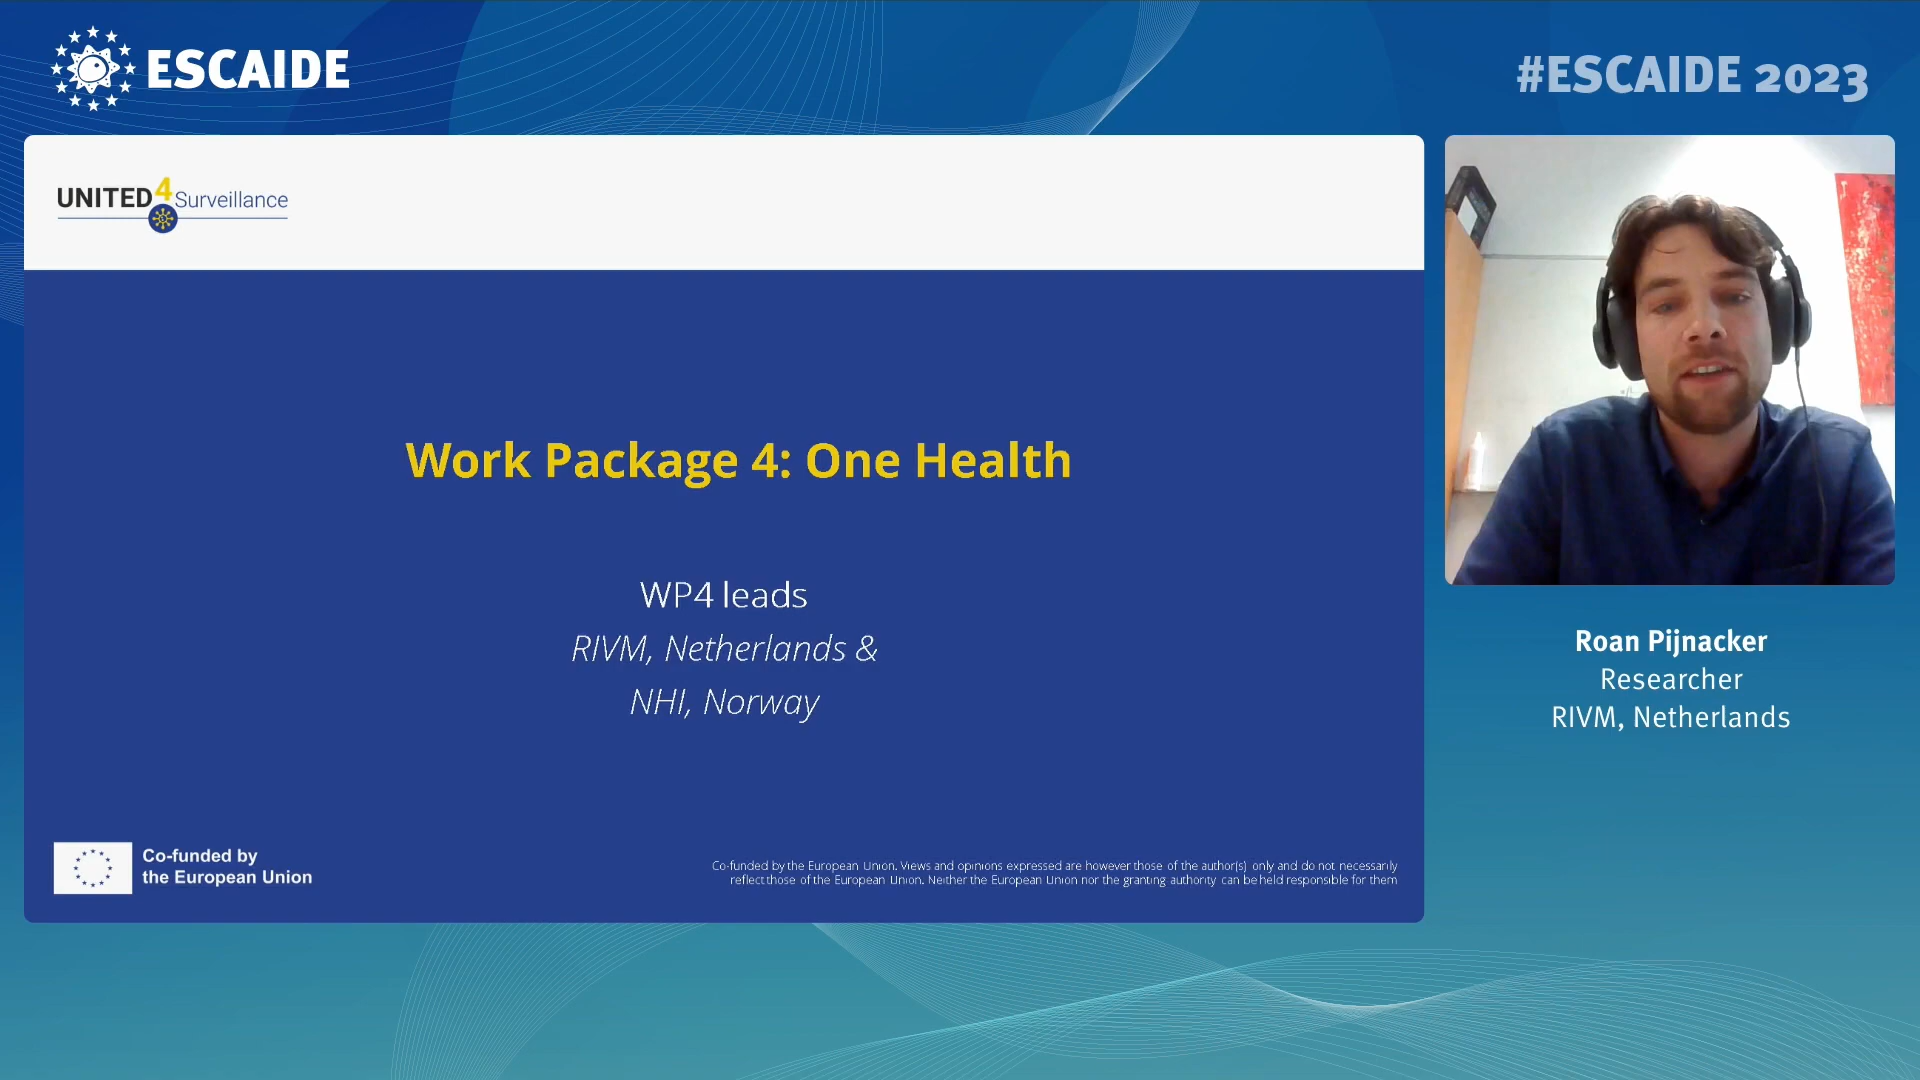 ESCAIDE
#ESCAIDE 2023
UNITED4Surveillance
Work Package 4: One Health
WP4 leads
RIVM, Netherlands &
NHI, Norway
Co-funded by
the European Union
Co-funded by the European Union. Views and opinions expressed are however those of the author(s) only and do not necessarily
reflect those of the European Union. Neither the European Union nor the granting authority can be held responsible for them
Roan Pijnacker
Researcher
RIVM, Netherlands